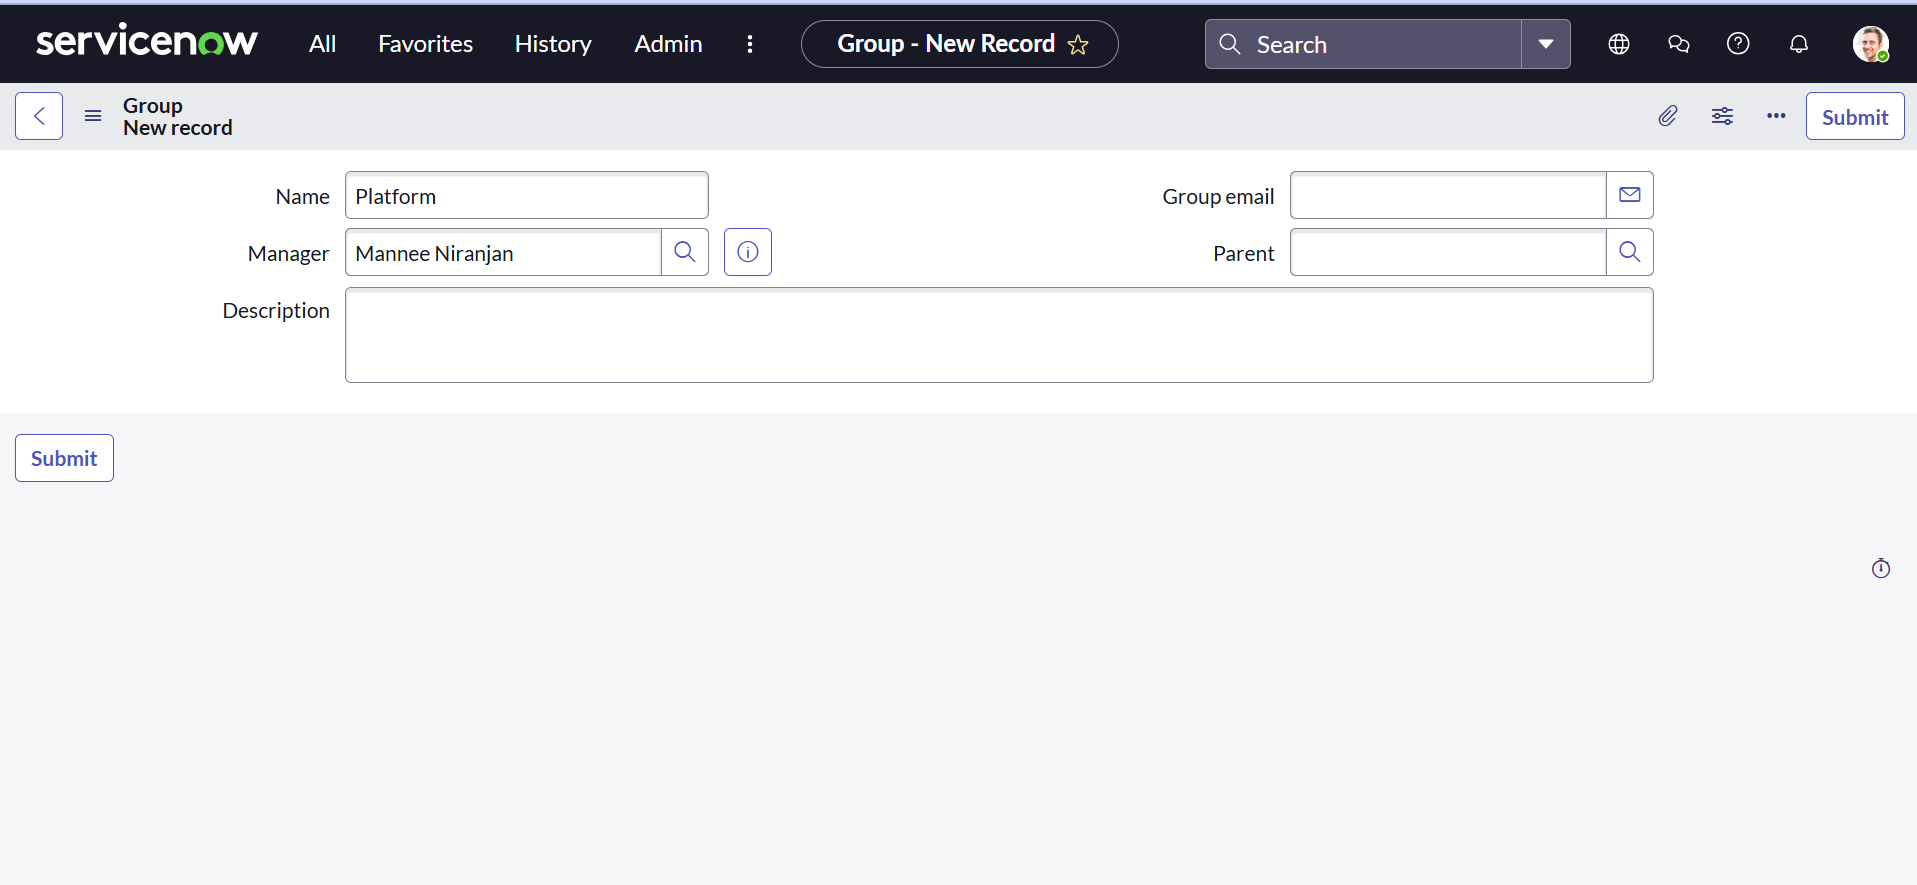 servicenow All Favorites History Admin Group - New Record Search
Group
New record
Submit
Name Platform Group email
Manager Mannee Niranjan Parent
Description
Submit